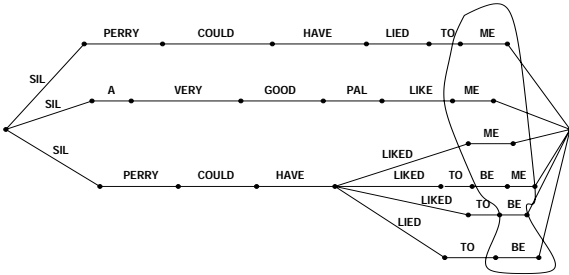 PERRY COULD HAVE LIED TO ME
SIL
A VERY GOOD PAL LIKE ME
SIL
ME
SIL
LIKED
PERRY COULD HAVE LIKED TO BE ME
LIKED TO BE
LIED
TO BE